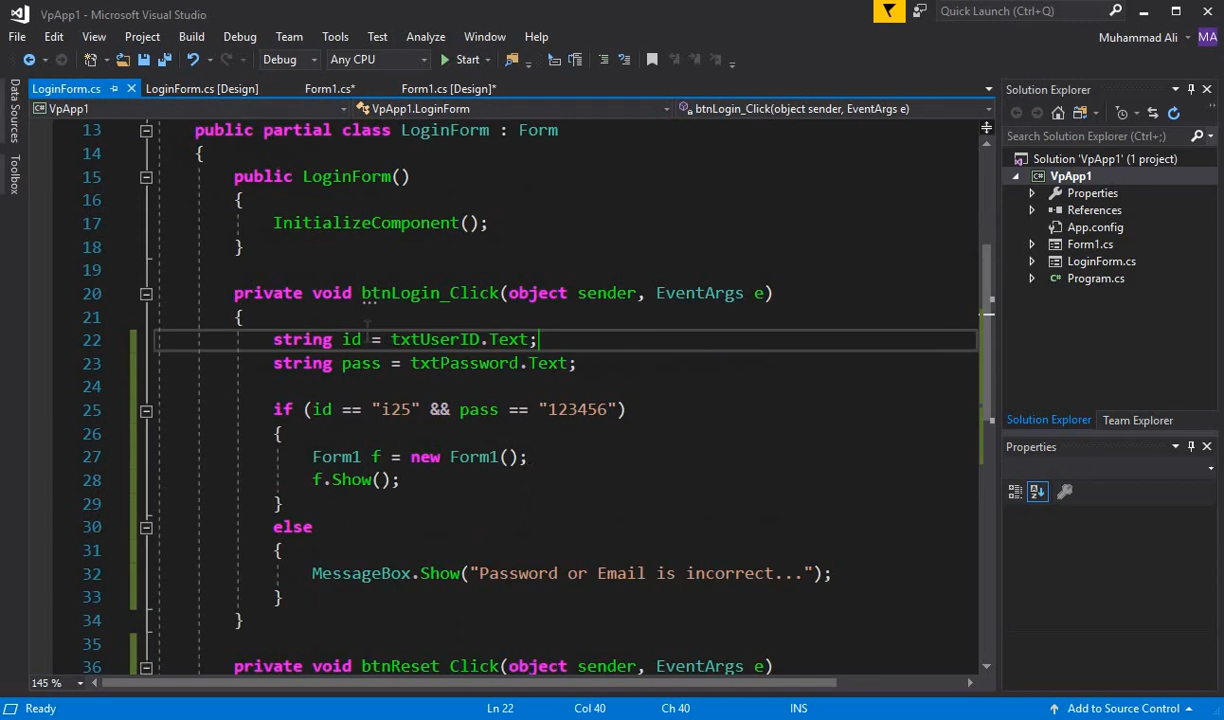 VpApp1 - Microsoft Visual Studio
Quick Launch (Ctrl+Q)
File Edit View Project Build Debug Team Tools Test Analyze Window Help
Muhammad Ali MA
Debug Any CPU Start
Data Sources
Toolbox
LoginForm.cs LoginForm.cs [Design] Form1.cs* Form1.cs [Design]*
VpApp1 VpApp1.LoginForm btnLogin_Click(object sender, EventArgs e)
13 public partial class LoginForm : Form
14 {
15 public LoginForm()
16 {
17 InitializeComponent();
18 }
19
20 private void btnLogin_Click(object sender, EventArgs e)
21 {
22 string id = txtUserID.Text;
23 string pass = txtPassword.Text;
24
25 if (id == "i25" && pass == "123456")
26 {
27 Form1 f = new Form1();
28 f.Show();
29 }
30 else
31 {
32 MessageBox.Show("Password or Email is incorrect...");
33 }
34 }
35
36 private void btnReset_Click(object sender, EventArgs e)
145 %
Solution Explorer
Search Solution Explorer (Ctrl+;)
Solution 'VpApp1' (1 project)
VpApp1
Properties
References
App.config
Form1.cs
LoginForm.cs
Program.cs
Solution Explorer Team Explorer
Properties
Ready Ln 22 Col 40 Ch 40 INS Add to Source Control